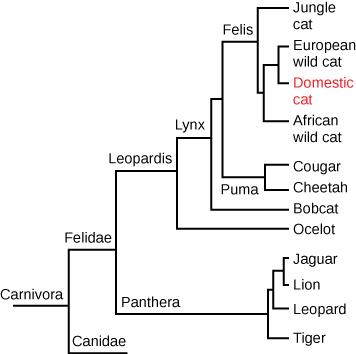 Jungle
cat
Felis
European
wild cat
Domestic
cat
African
wild cat
Lynx
Leopardis
Cougar
Puma
Cheetah
Bobcat
Ocelot
Felidae
Jaguar
Lion
Carnivora
Panthera
Leopard
Tiger
Canidae